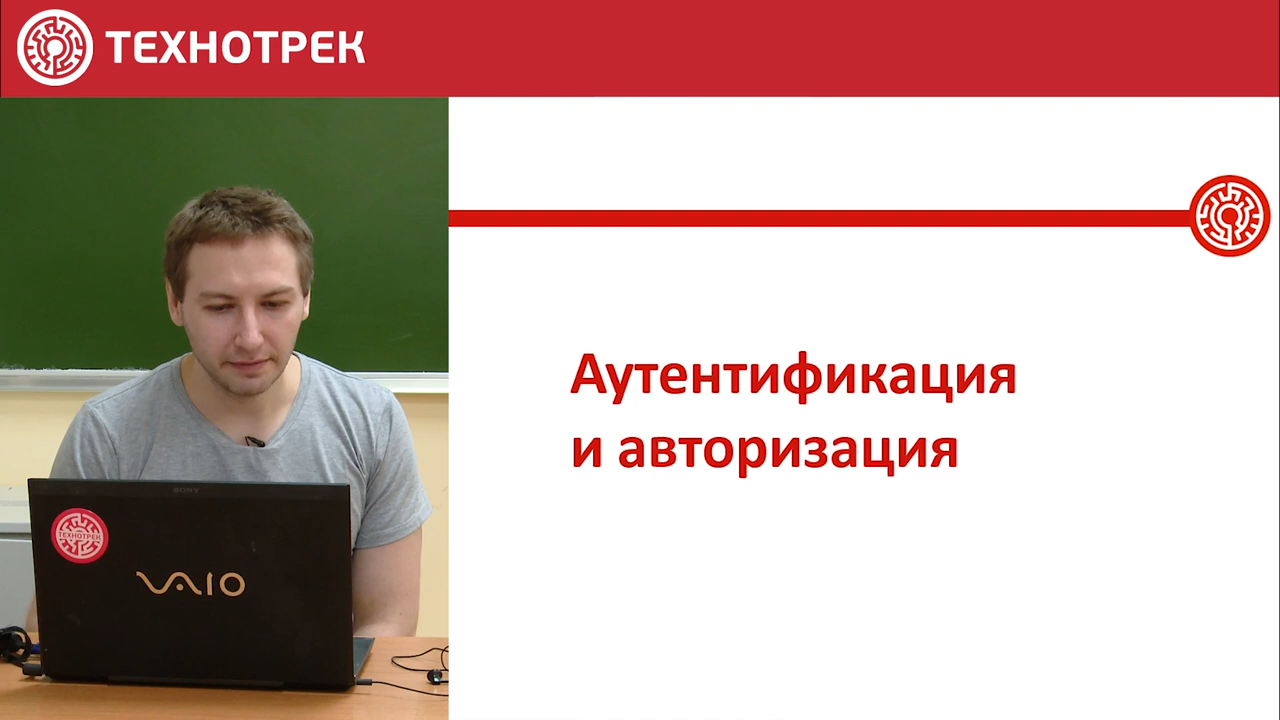 ТЕХНОТРЕК
Аутентификация
и авторизация
SONY
ТЕХНОТРЕК
VAIO